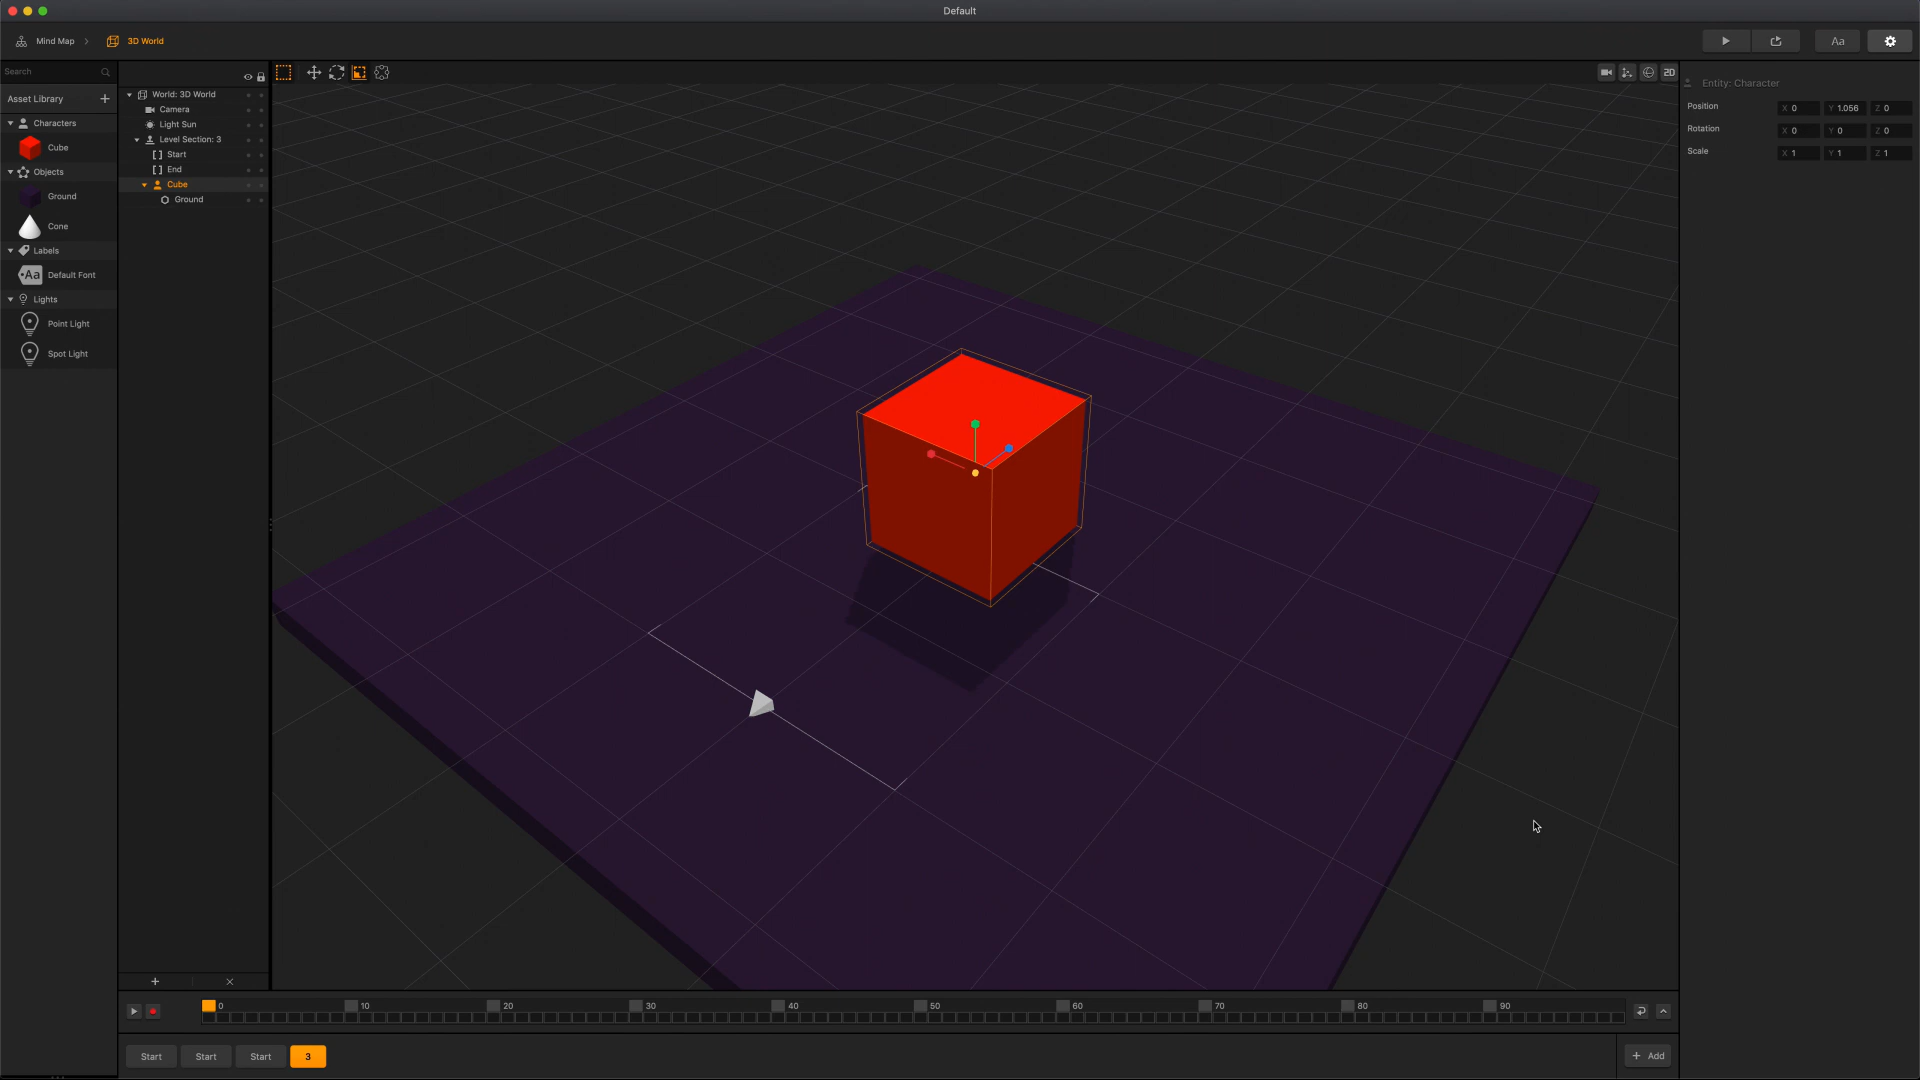 Default
Mind Map
3D World
Aa
Search
Asset Library
Characters
Cube
Objects
Ground
Cone
Labels
Aa Default Font
Lights
Point Light
Spot Light
World: 3D World
Camera
Light Sun
Level Section: 3
Start
End
Cube
Ground
2D
Entity: Character
Position X 0 Y 1.056 Z 0
Rotation X 0 Y 0 Z 0
Scale X 1 Y 1 Z 1
0 10 20 30 40 50 60 70 80 90
Start Start Start 3
+ Add